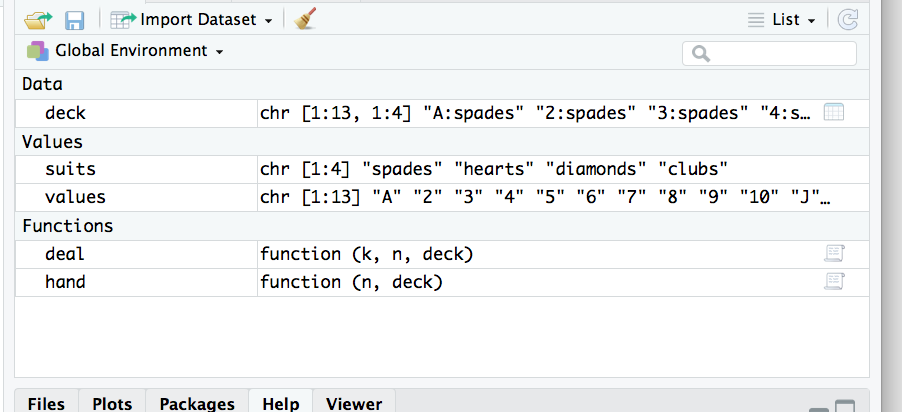 Import Dataset List
Global Environment
Data
deck chr [1:13, 1:4] "A:spades" "2:spades" "3:spades" "4:s…
Values
suits chr [1:4] "spades" "hearts" "diamonds" "clubs"
values chr [1:13] "A" "2" "3" "4" "5" "6" "7" "8" "9" "10" "J"…
Functions
deal function (k, n, deck)
hand function (n, deck)
Files Plots Packages Help Viewer